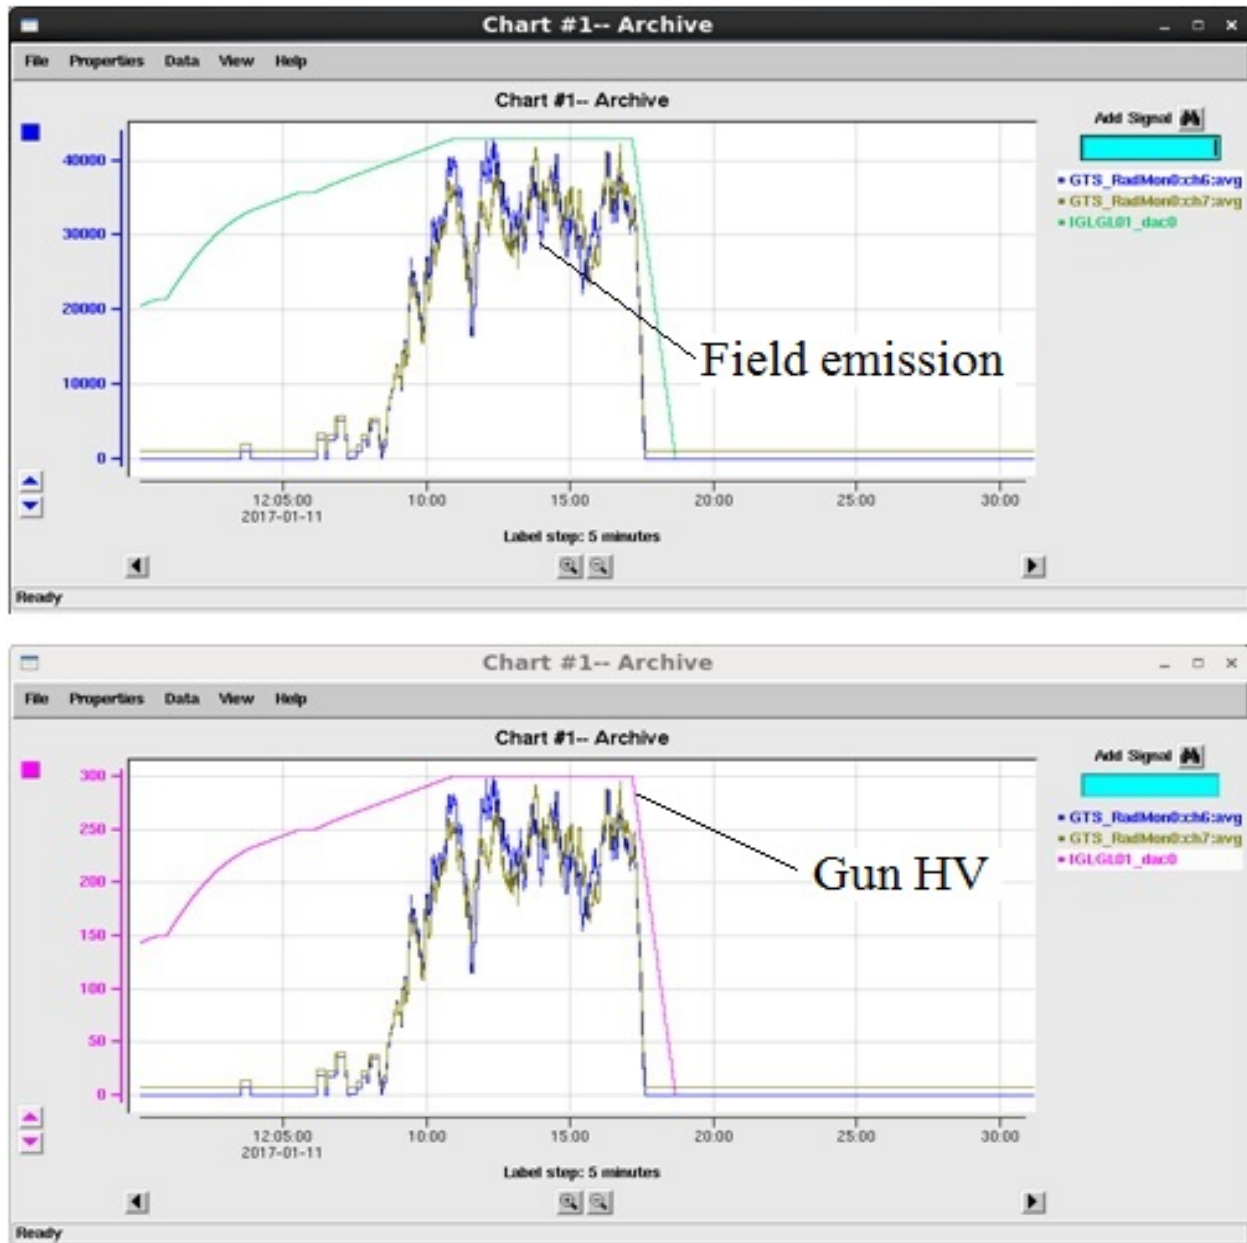 Chart #1-- Archive
File Properties Data View Help
Chart #1-- Archive
Add Signal
40000
30000
20000
10000
0
GTS_RadMon0:ch6:avg
GTS_RadMon0:ch7:avg
IGLGL01_dac0
Field emission
12:05:00 10:00 15:00 20:00 25:00 30:00
2017-01-11
Label step: 5 minutes
Ready
Chart #1-- Archive
File Properties Data View Help
Chart #1-- Archive
Add Signal
300
250
200
150
100
50
0
GTS_RadMon0:ch6:avg
GTS_RadMon0:ch7:avg
IGLGL01_dac0
Gun HV
12:05:00 10:00 15:00 20:00 25:00 30:00
2017-01-11
Label step: 5 minutes
Ready